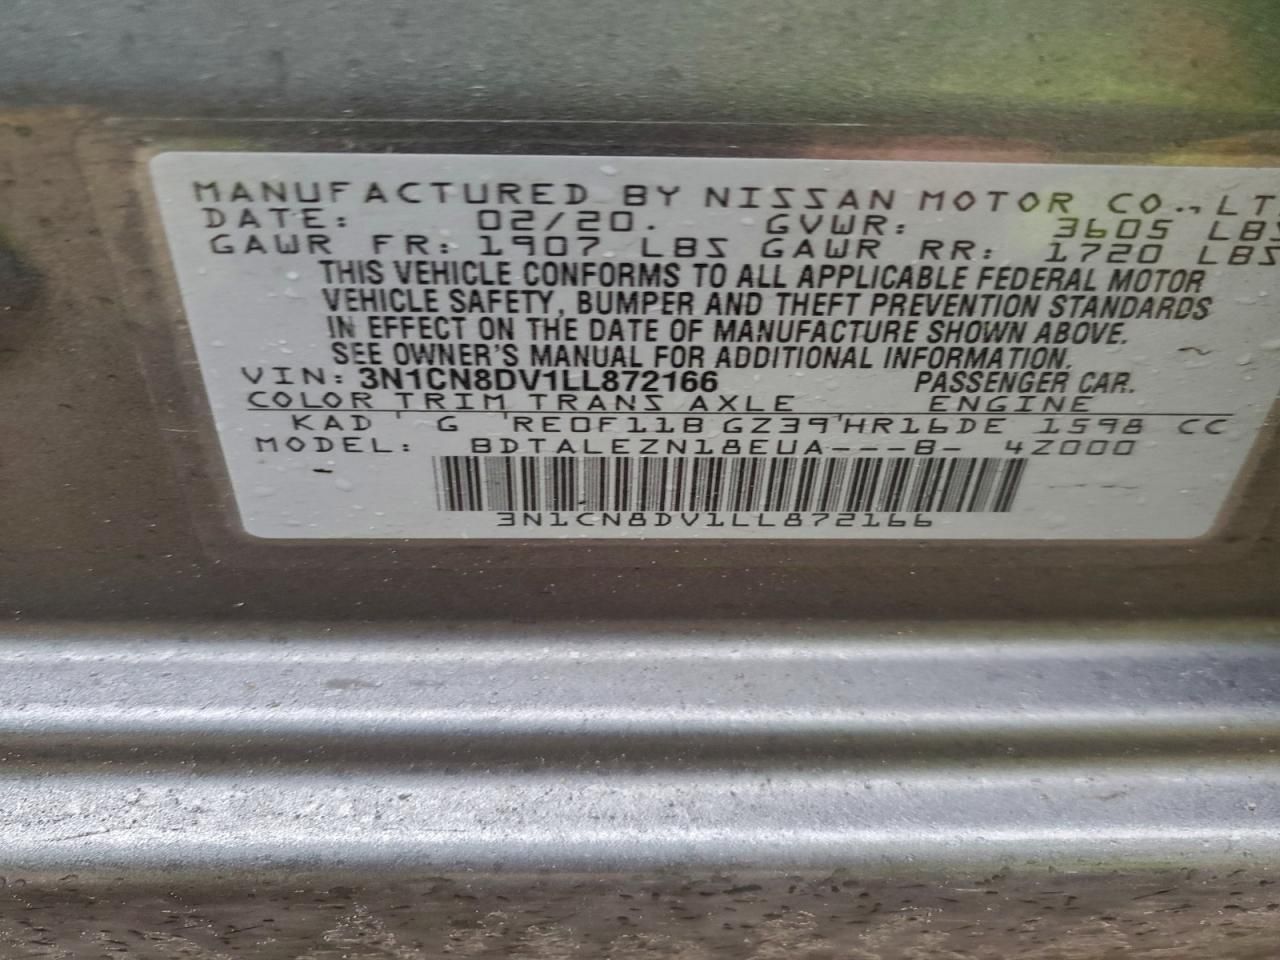 MANUFACTURED BY NISSAN MOTOR CO., LT
DATE: 02/20. GVWR: 3605 LBS
GAWR FR: 1907 LBS GAWR RR: 1720 LBS
THIS VEHICLE CONFORMS TO ALL APPLICABLE FEDERAL MOTOR
VEHICLE SAFETY, BUMPER AND THEFT PREVENTION STANDARDS
IN EFFECT ON THE DATE OF MANUFACTURE SHOWN ABOVE.
SEE OWNER'S MANUAL FOR ADDITIONAL INFORMATION.
VIN: 3N1CN8DV1LL872166 PASSENGER CAR.
COLOR TRIM TRANS AXLE ENGINE
KAD ' G 'RE0F11B GZ39'HR16DE 1598 CC
MODEL: BDTALEZN18EUA---B- 4Z000
3N1CN8DV1LL872166